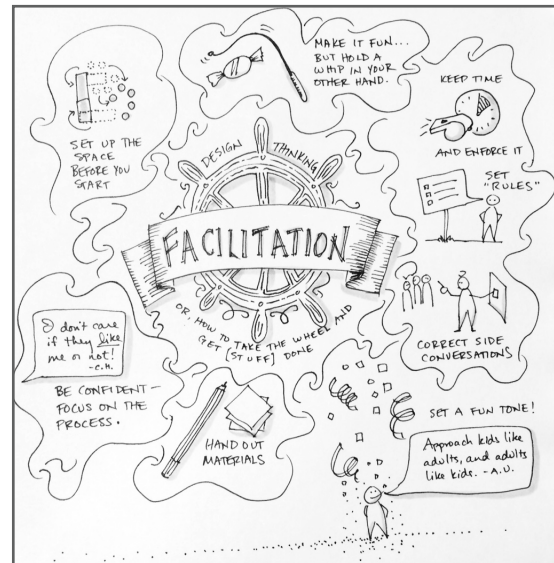 MAKE IT FUN...
BUT HOLD A
WHIP IN YOUR
OTHER HAND.
KEEP TIME
AND ENFORCE IT
SET UP THE
SPACE
BEFORE YOU
START
DESIGN THINKING
FACILITATION
OR, HOW TO TAKE THE WHEEL AND
GET [STUFF] DONE
SET
"RULES"
CORRECT SIDE
CONVERSATIONS
I don't care
if they like
me or not!
-C.H.
BE CONFIDENT—
FOCUS ON THE
PROCESS.
HAND OUT
MATERIALS
SET A FUN TONE!
Approach kids like
adults, and adults
like kids. -A.U.